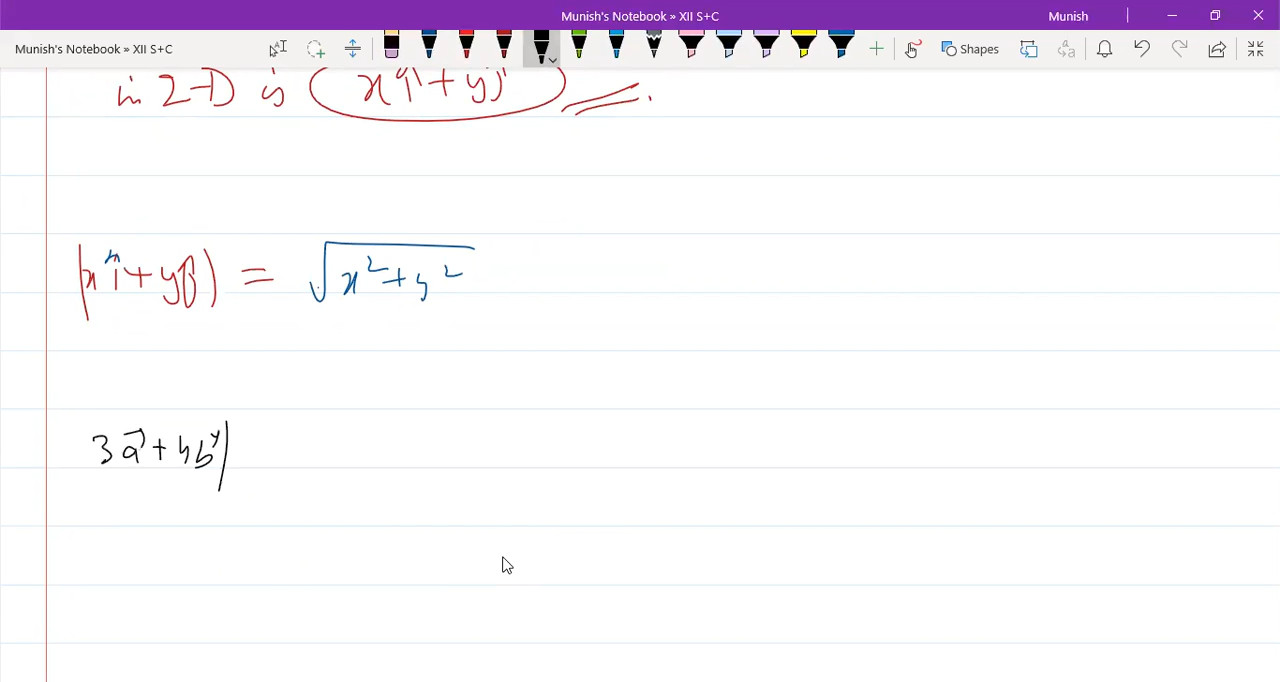 Munish's Notebook » XII S+C
Munish
Munish's Notebook » XII S+C
Shapes
in 2-D is xî + yĵ.
|xî + yĵ| = √x²+y²
3a⃗ + 4b⃗|